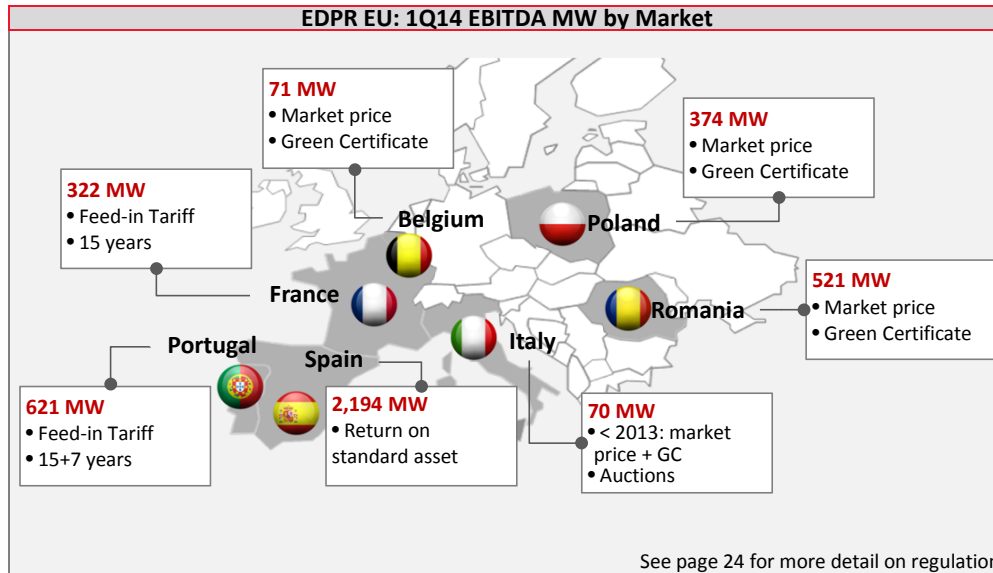 EDPR EU: 1Q14 EBITDA MW by Market
71 MW
• Market price
• Green Certificate
374 MW
• Market price
• Green Certificate
322 MW
• Feed-in Tariff
• 15 years
Belgium
Poland
France
521 MW
• Market price
• Green Certificate
Romania
Portugal
Spain
Italy
621 MW
• Feed-in Tariff
• 15+7 years
2,194 MW
• Return on
standard asset
70 MW
• < 2013: market
price + GC
• Auctions
See page 24 for more detail on regulation